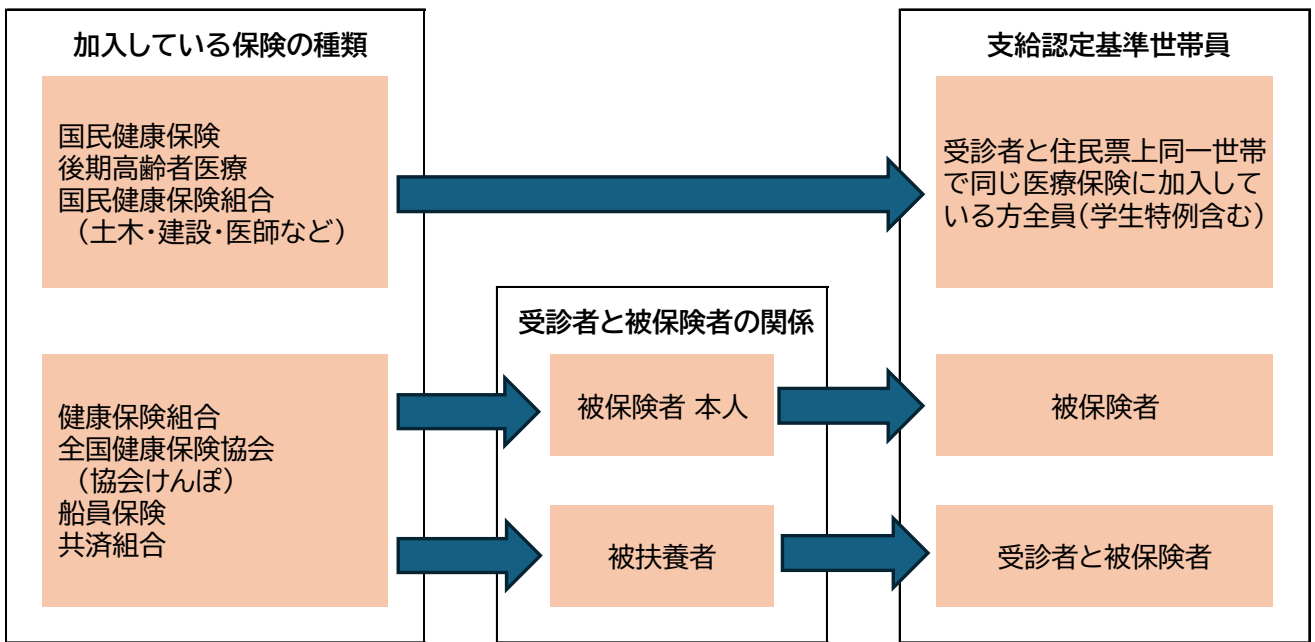 加入している保険の種類
国民健康保険
後期高齢者医療
国民健康保険組合
（土木・建設・医師など）
健康保険組合
全国健康保険協会
（協会けんぽ）
船員保険
共済組合
受診者と被保険者の関係
被保険者 本人
被扶養者
支給認定基準世帯員
受診者と住民票上同一世帯
で同じ医療保険に加入して
いる方全員（学生特例含む）
被保険者
受診者と被保険者